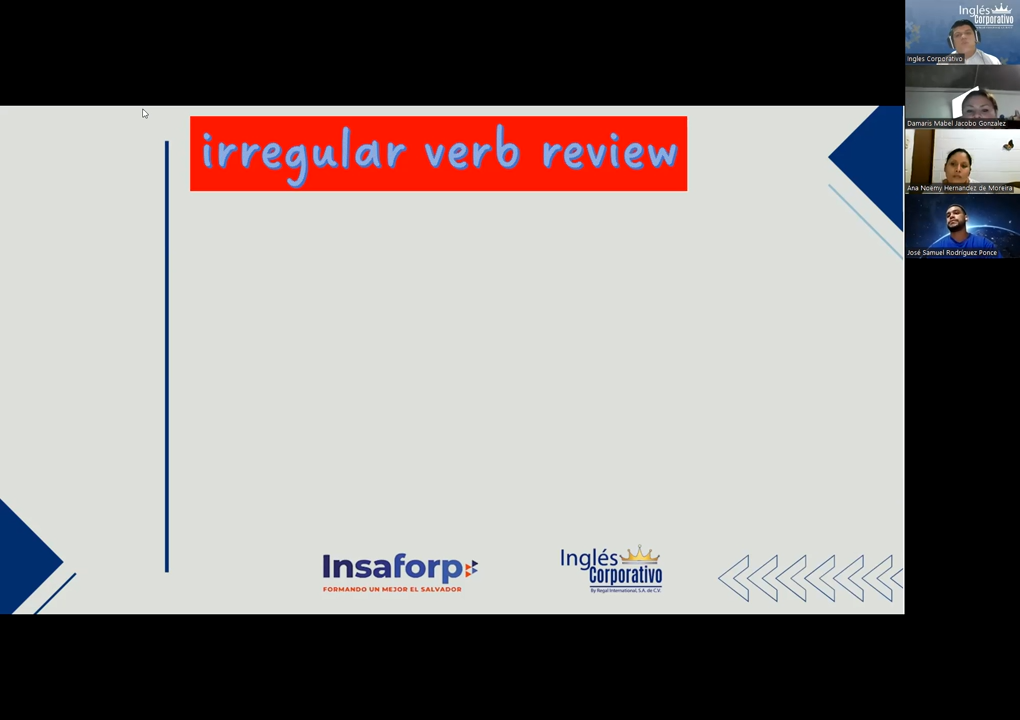 irregular verb review
Insaforp
FORMANDO UN MEJOR EL SALVADOR
Inglés
Corporativo
By Regal International, S.A. de C.V.
Inglés
Corporativo
Ingles Corporativo
Damaris Mabel Jacobo Gonzalez
Ana Noemy Hernandez de Moreira
José Samuel Rodríguez Ponce